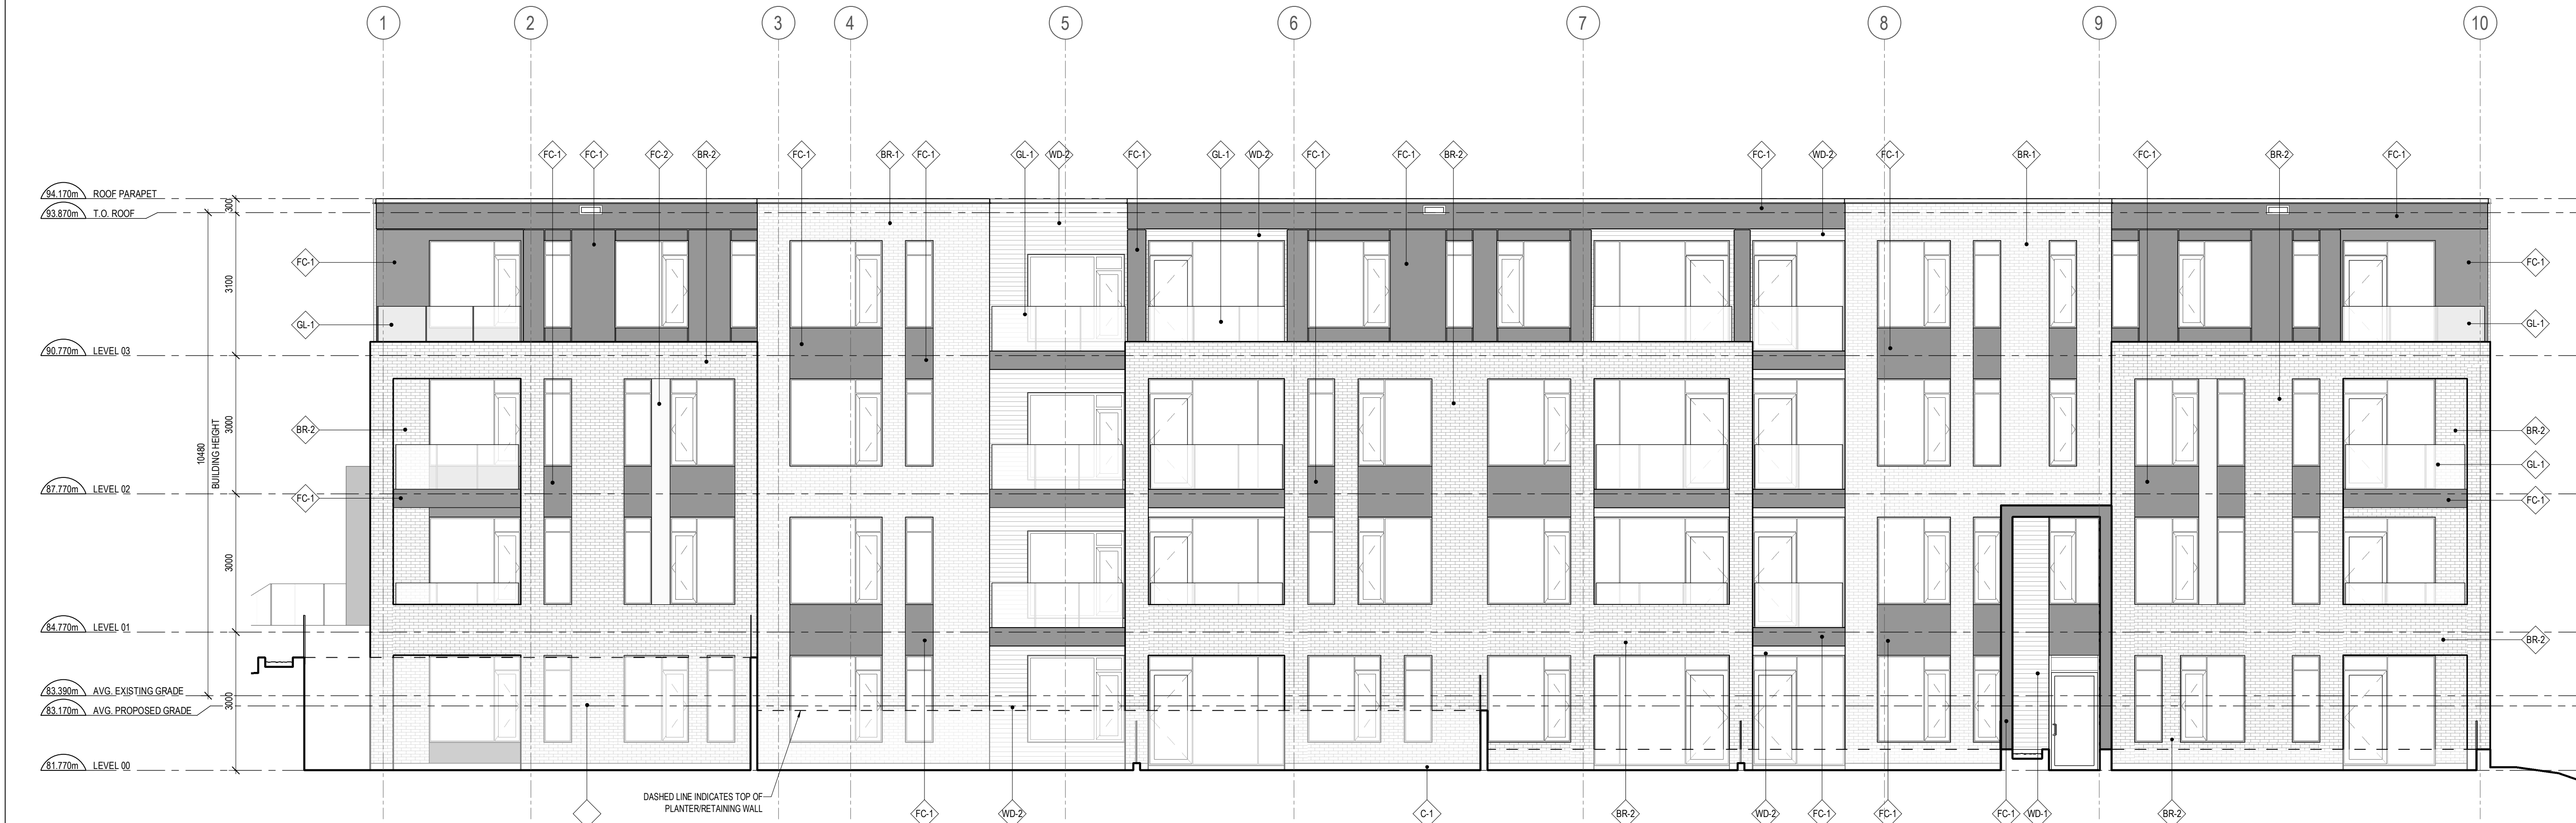 1
2
3
4
5
6
7
8
9
10
FC-1
FC-1
FC-2
BR-2
FC-1
BR-1
FC-1
GL-1
WD-2
FC-1
GL-1
WD-2
FC-1
FC-1
BR-2
FC-1
WD-2
FC-1
BR-1
FC-1
BR-2
FC-1
94.170m ROOF PARAPET
93.870m T.O. ROOF
90.770m LEVEL 03
87.770m LEVEL 02
84.770m LEVEL 01
83.390m AVG. EXISTING GRADE
83.170m AVG. PROPOSED GRADE
81.770m LEVEL 00
300
3100
3000
3000
3000
10480
BUILDING HEIGHT
FC-1
GL-1
BR-2
FC-1
FC-1
GL-1
BR-2
GL-1
FC-1
BR-2
DASHED LINE INDICATES TOP OF
PLANTER/RETAINING WALL
FC-1
WD-2
C-1
BR-2
WD-2
FC-1
FC-1
FC-1
WD-1
BR-2